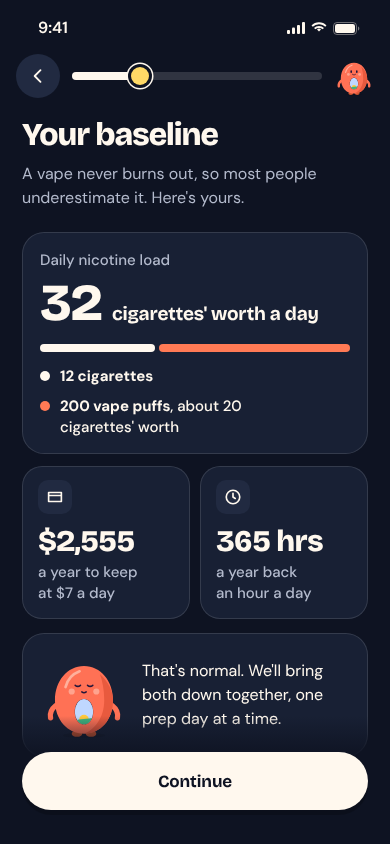 9:41
Your baseline
A vape never burns out, so most people
underestimate it. Here's yours.
Daily nicotine load
32 cigarettes' worth a day
12 cigarettes
200 vape puffs, about 20
cigarettes' worth
$2,555
a year to keep
at $7 a day
365 hrs
a year back
an hour a day
That's normal. We'll bring
both down together, one
prep day at a time.
Continue